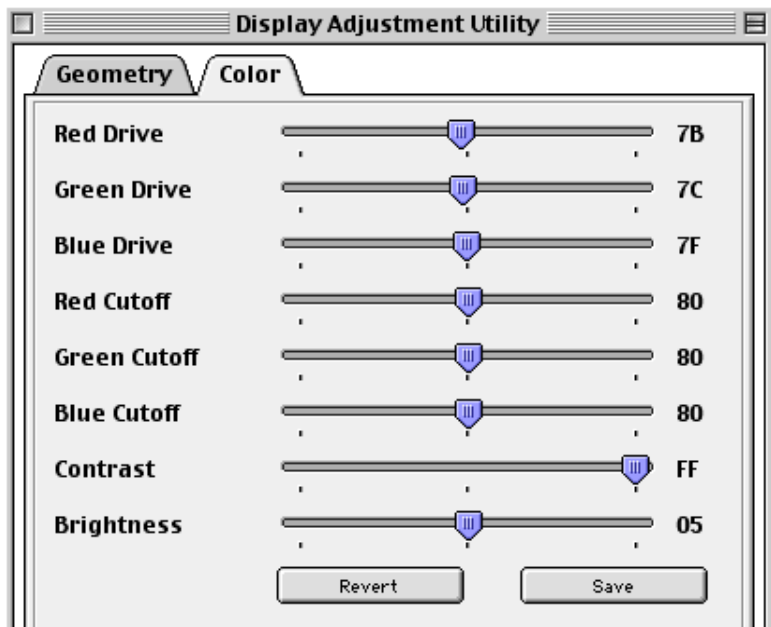 Display Adjustment Utility
Geometry Color
Red Drive 7B
Green Drive 7C
Blue Drive 7F
Red Cutoff 80
Green Cutoff 80
Blue Cutoff 80
Contrast FF
Brightness 05
Revert Save